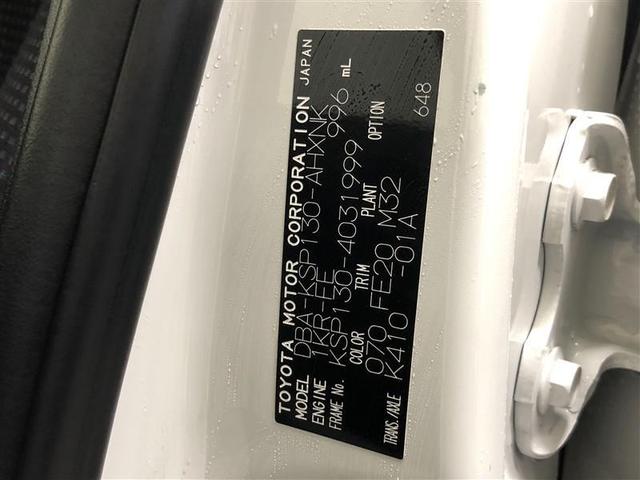 TOYOTA MOTOR CORPORATION JAPAN
MODEL DBA-KSP130-AHXNK
ENGINE 1KR-FE 996 mL
FRAME No. KSP130-4031999
COLOR TRIM PLANT OPTION
070 FE20 M32
TRANS./AXLE K410 -01A 648